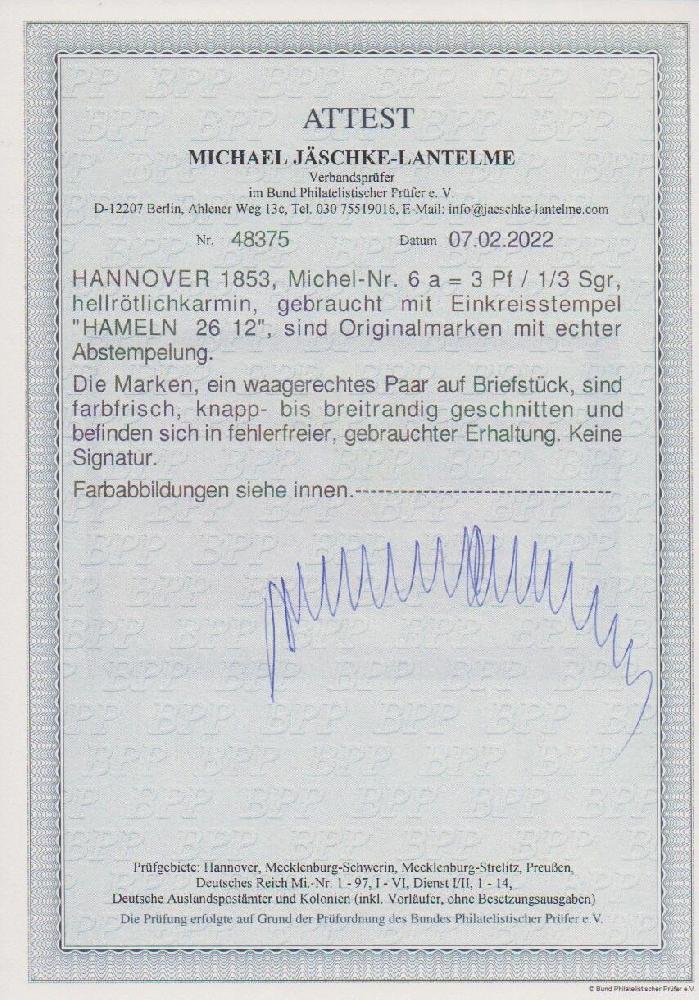 ATTEST
MICHAEL JÄSCHKE-LANTELME
Verbandsprüfer
im Bund Philatelistischer Prüfer e. V.
D-12207 Berlin, Ahlener Weg 13c, Tel. 030 75519016, E-Mail: info@jaeschke-lantelme.com
Nr. 48375 Datum 07.02.2022
HANNOVER 1853, Michel-Nr. 6 a = 3 Pf / 1/3 Sgr,
hellrötlichkarmin, gebraucht mit Einkreisstempel
"HAMELN 26 12", sind Originalmarken mit echter
Abstempelung.
Die Marken, ein waagerechtes Paar auf Briefstück, sind
farbfrisch, knapp- bis breitrandig geschnitten und
befinden sich in fehlerfreier, gebrauchter Erhaltung. Keine
Signatur.
Farbabbildungen siehe innen.----------------------------------
Prüfgebiete: Hannover, Mecklenburg-Schwerin, Mecklenburg-Strelitz, Preußen,
Deutsches Reich Mi.-Nr. 1 - 97, I - VI, Dienst I/II, 1 - 14,
Deutsche Auslandspostämter und Kolonien (inkl. Vorläufer, ohne Besetzungsausgaben)
Die Prüfung erfolgte auf Grund der Prüfordnung des Bundes Philatelistischer Prüfer e.V.
© Bund Philatelistischer Prüfer e.V.